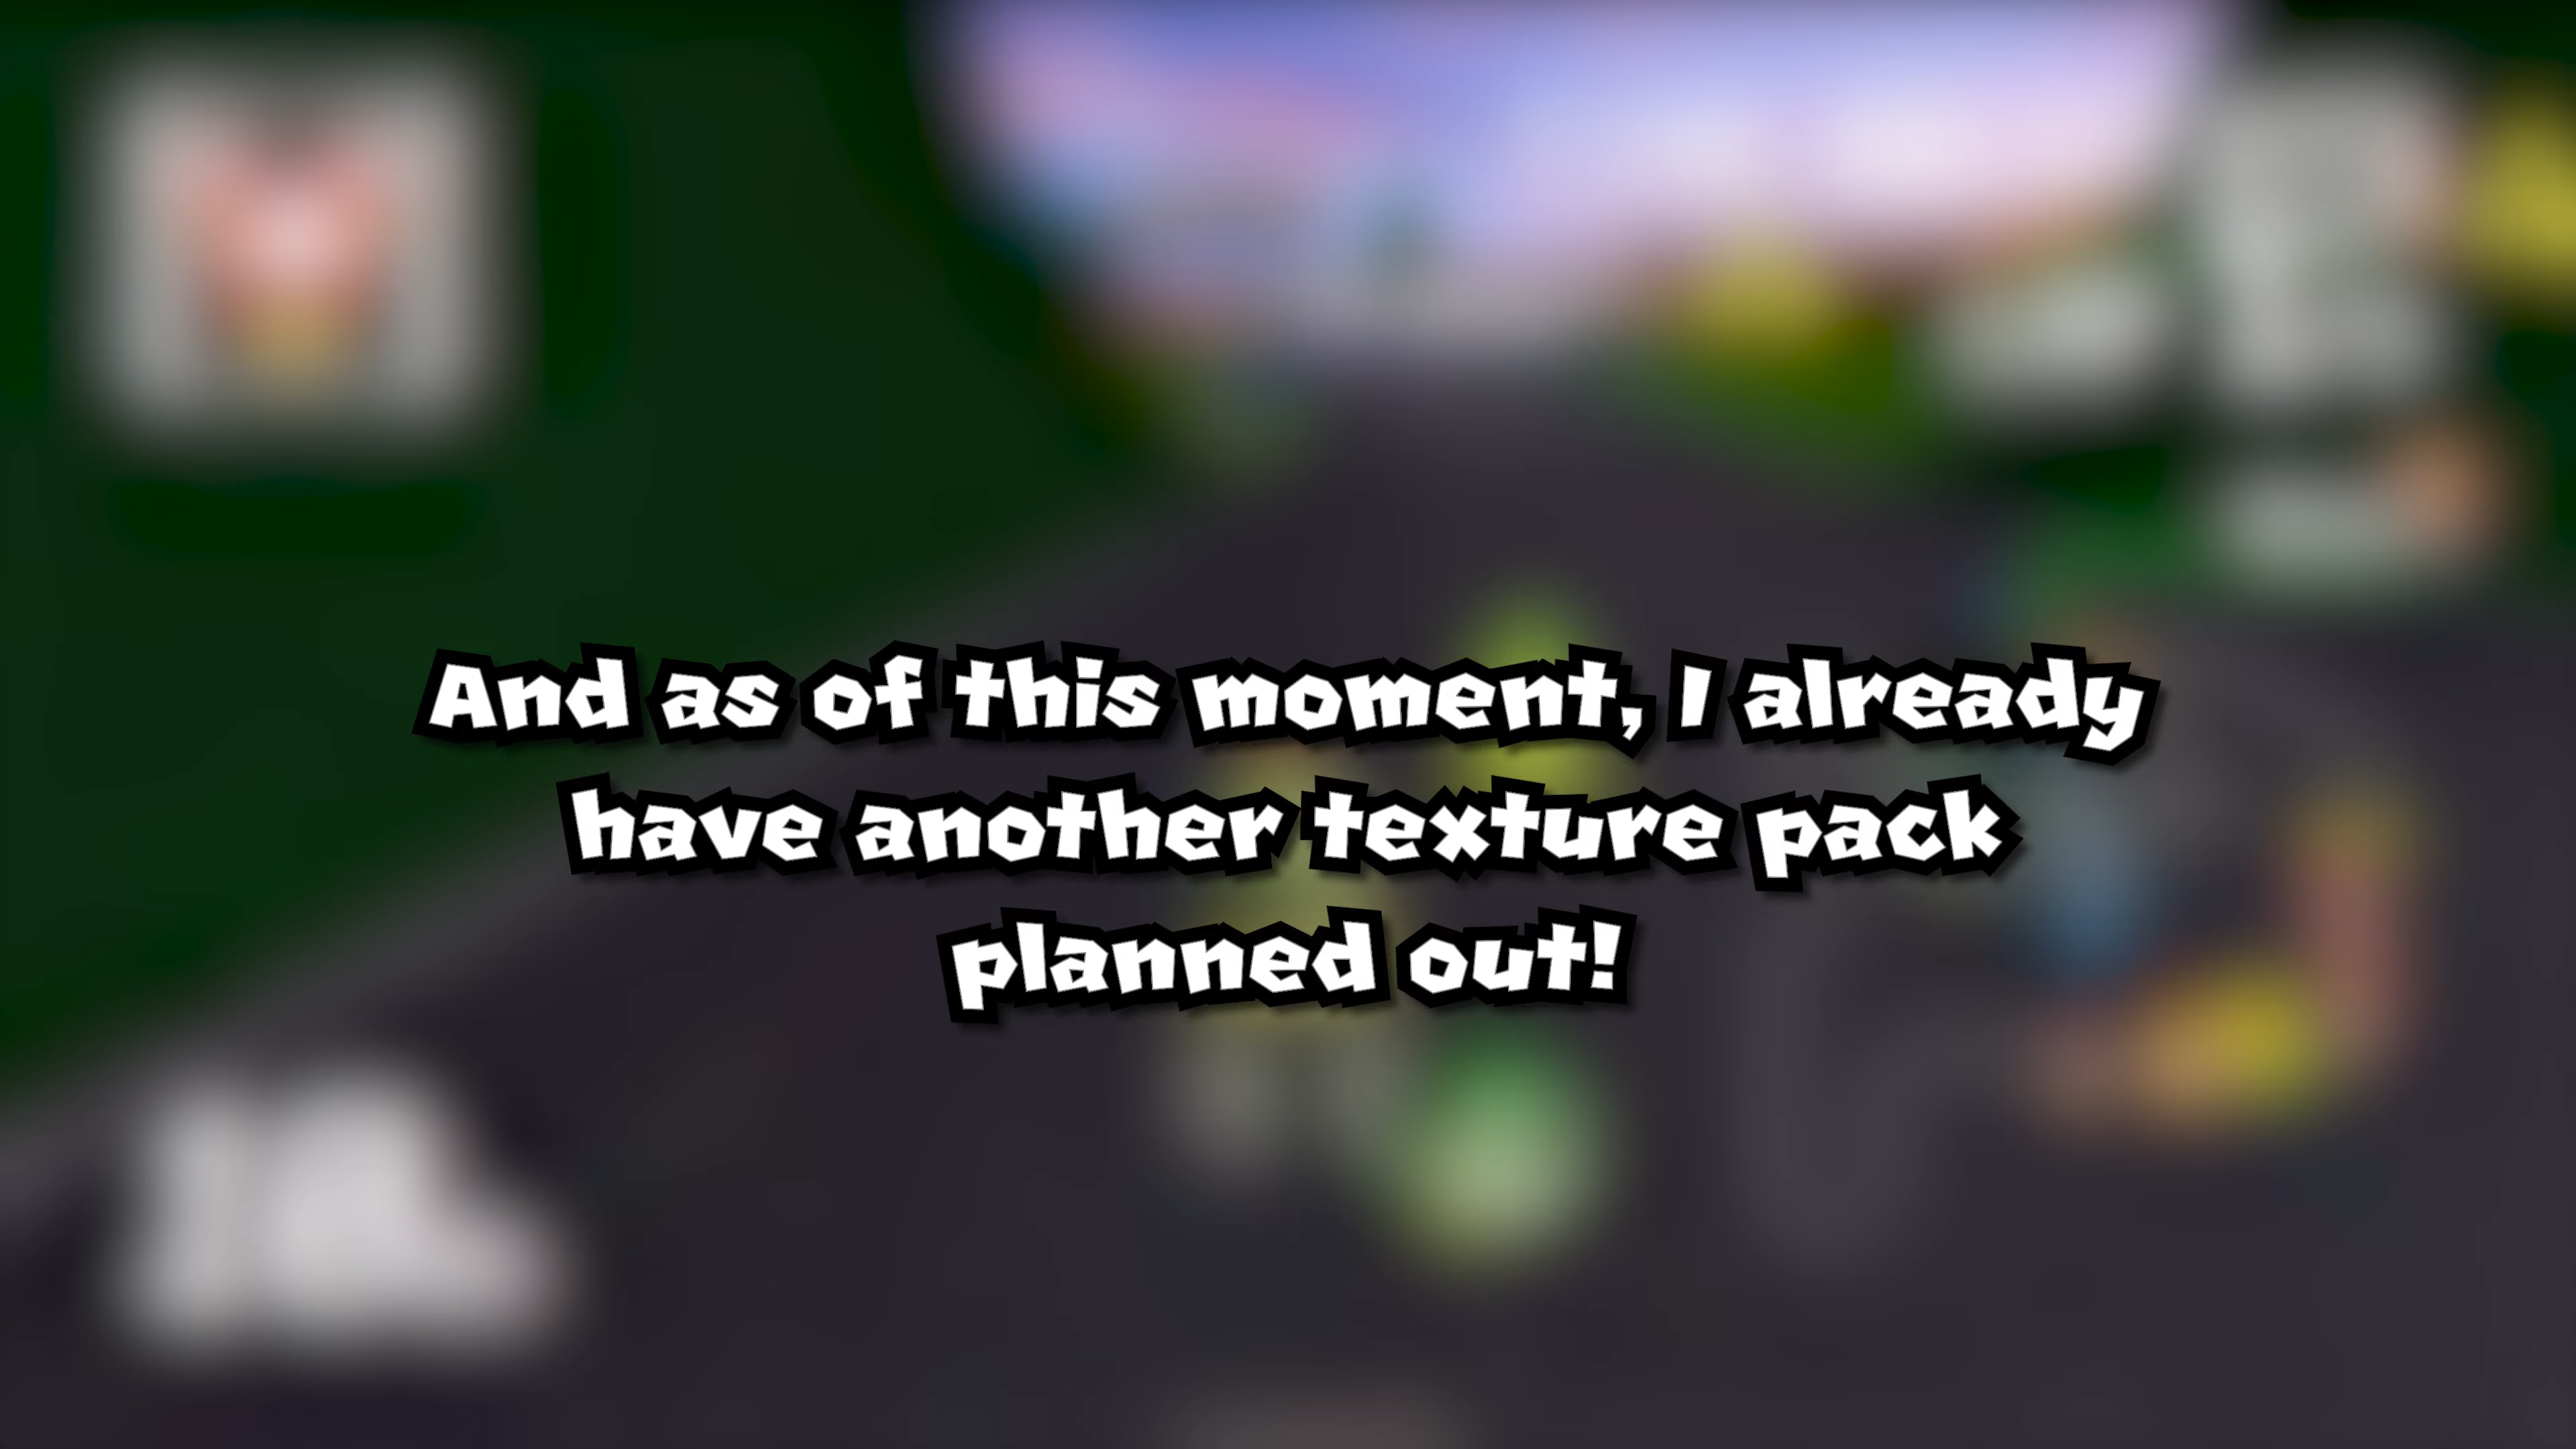 And as of this moment, I already
have another texture pack
planned out!